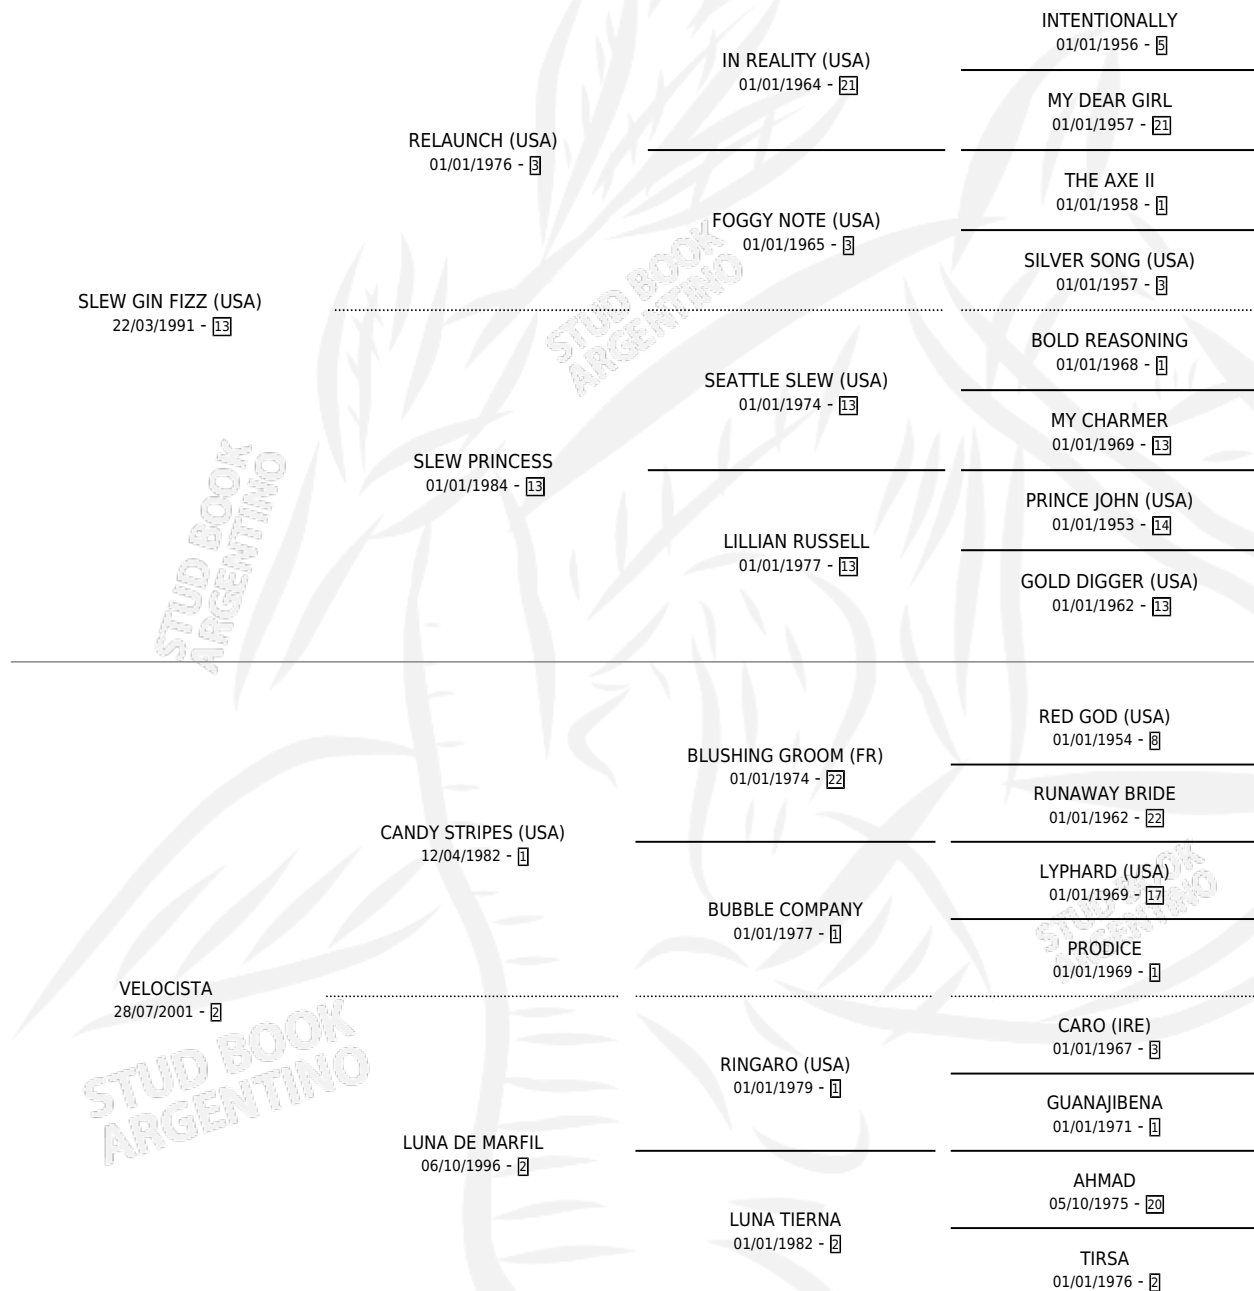 INTENTIONALLY
01/01/1956 - 5
IN REALITY (USA)
01/01/1964 - 21
MY DEAR GIRL
01/01/1957 - 21
RELAUNCH (USA)
01/01/1976 - 3
THE AXE II
01/01/1958 - 1
FOGGY NOTE (USA)
01/01/1965 - 3
SILVER SONG (USA)
01/01/1957 - 3
SLEW GIN FIZZ (USA)
22/03/1991 - 13
BOLD REASONING
01/01/1968 - 1
SEATTLE SLEW (USA)
01/01/1974 - 13
MY CHARMER
01/01/1969 - 13
SLEW PRINCESS
01/01/1984 - 13
PRINCE JOHN (USA)
01/01/1953 - 14
LILLIAN RUSSELL
01/01/1977 - 13
GOLD DIGGER (USA)
01/01/1962 - 13
RED GOD (USA)
01/01/1954 - 8
BLUSHING GROOM (FR)
01/01/1974 - 22
RUNAWAY BRIDE
01/01/1962 - 22
CANDY STRIPES (USA)
12/04/1982 - 1
LYPHARD (USA)
01/01/1969 - 17
BUBBLE COMPANY
01/01/1977 - 1
PRODICE
01/01/1969 - 1
VELOCISTA
28/07/2001 - 2
CARO (IRE)
01/01/1967 - 3
RINGARO (USA)
01/01/1979 - 1
GUANAJIBENA
01/01/1971 - 1
LUNA DE MARFIL
06/10/1996 - 2
AHMAD
05/10/1975 - 20
LUNA TIERNA
01/01/1982 - 2
TIRSA
01/01/1976 - 2
STUD BOOK
ARGENTINO
STUD BOOK
ARGENTINO
STUD BOOK
ARGENTINO
STUD BOOK
ARGENTINO